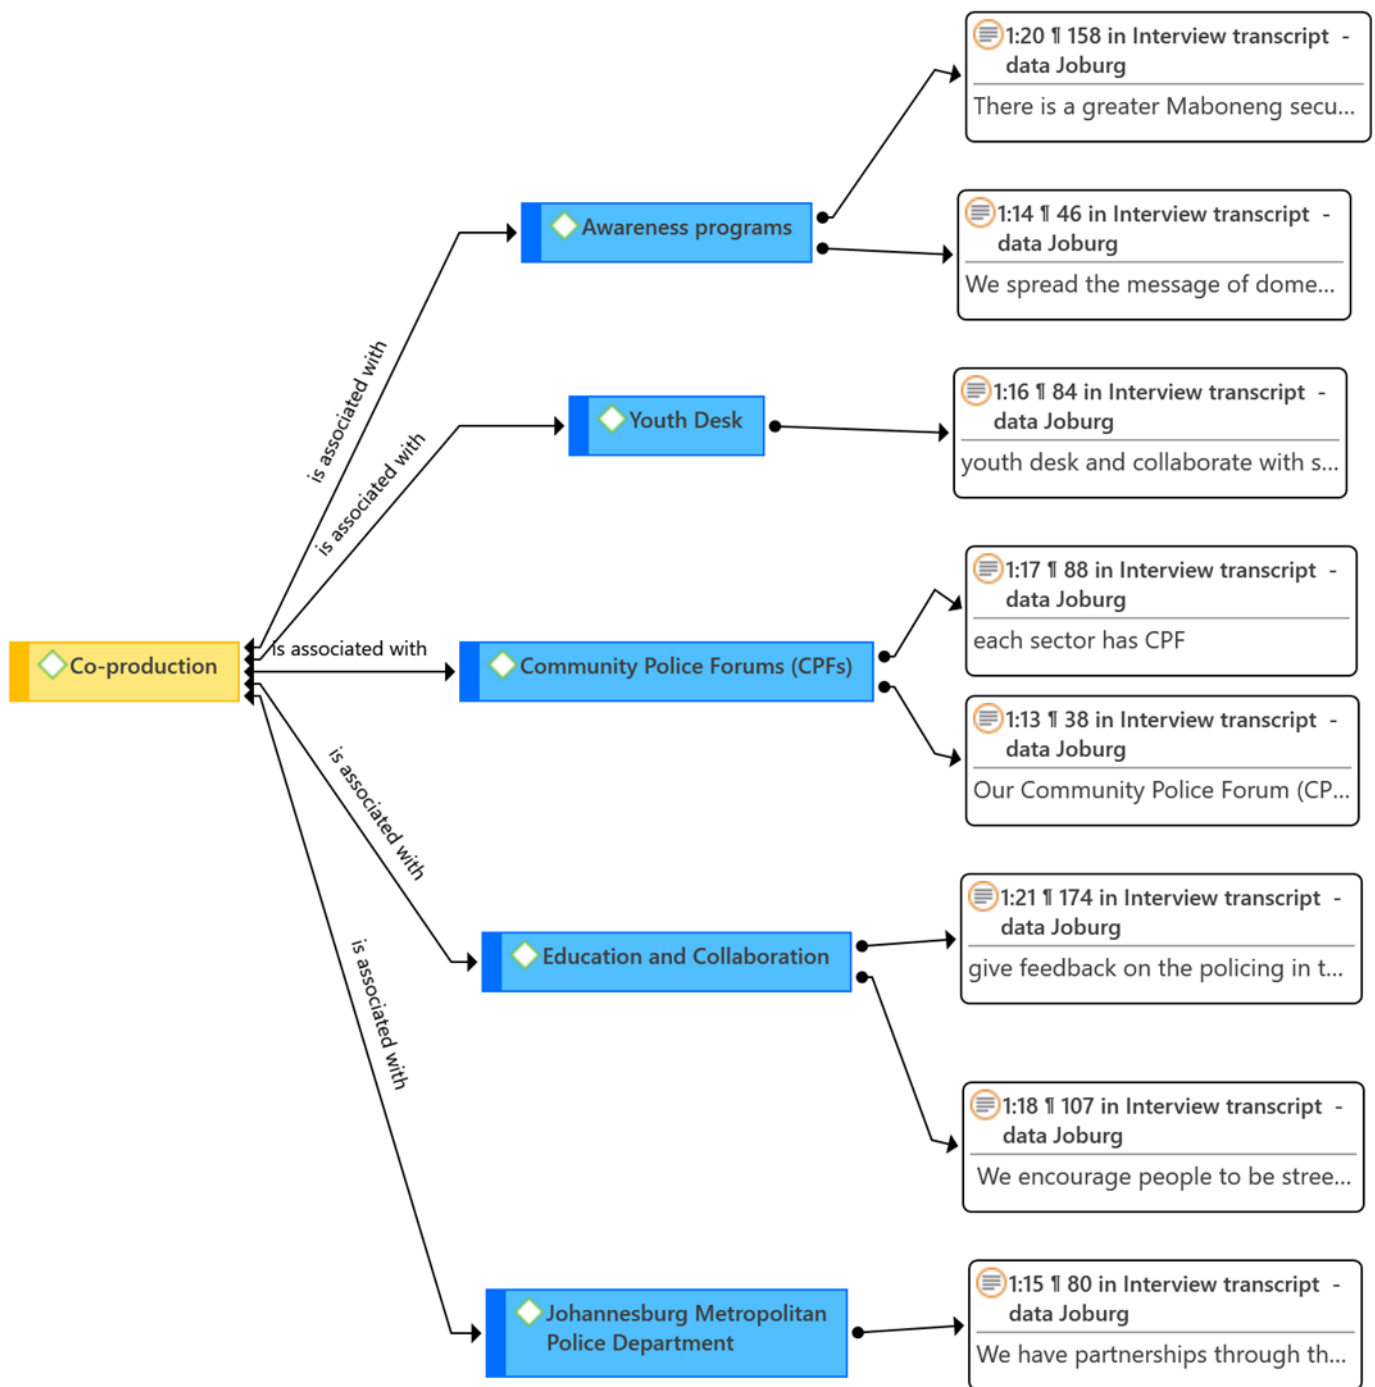 1:20 ¶ 158 in Interview transcript -
data Joburg
There is a greater Maboneng secu...
Awareness programs
1:14 ¶ 46 in Interview transcript -
data Joburg
We spread the message of dome...
is associated with
Youth Desk
1:16 ¶ 84 in Interview transcript -
data Joburg
youth desk and collaborate with s...
is associated with
Co-production
is associated with
Community Police Forums (CPFs)
1:17 ¶ 88 in Interview transcript -
data Joburg
each sector has CPF
1:13 ¶ 38 in Interview transcript -
data Joburg
Our Community Police Forum (CP...
is associated with
Education and Collaboration
1:21 ¶ 174 in Interview transcript -
data Joburg
give feedback on the policing in t...
1:18 ¶ 107 in Interview transcript -
data Joburg
We encourage people to be stree...
is associated with
Johannesburg Metropolitan
Police Department
1:15 ¶ 80 in Interview transcript -
data Joburg
We have partnerships through th...